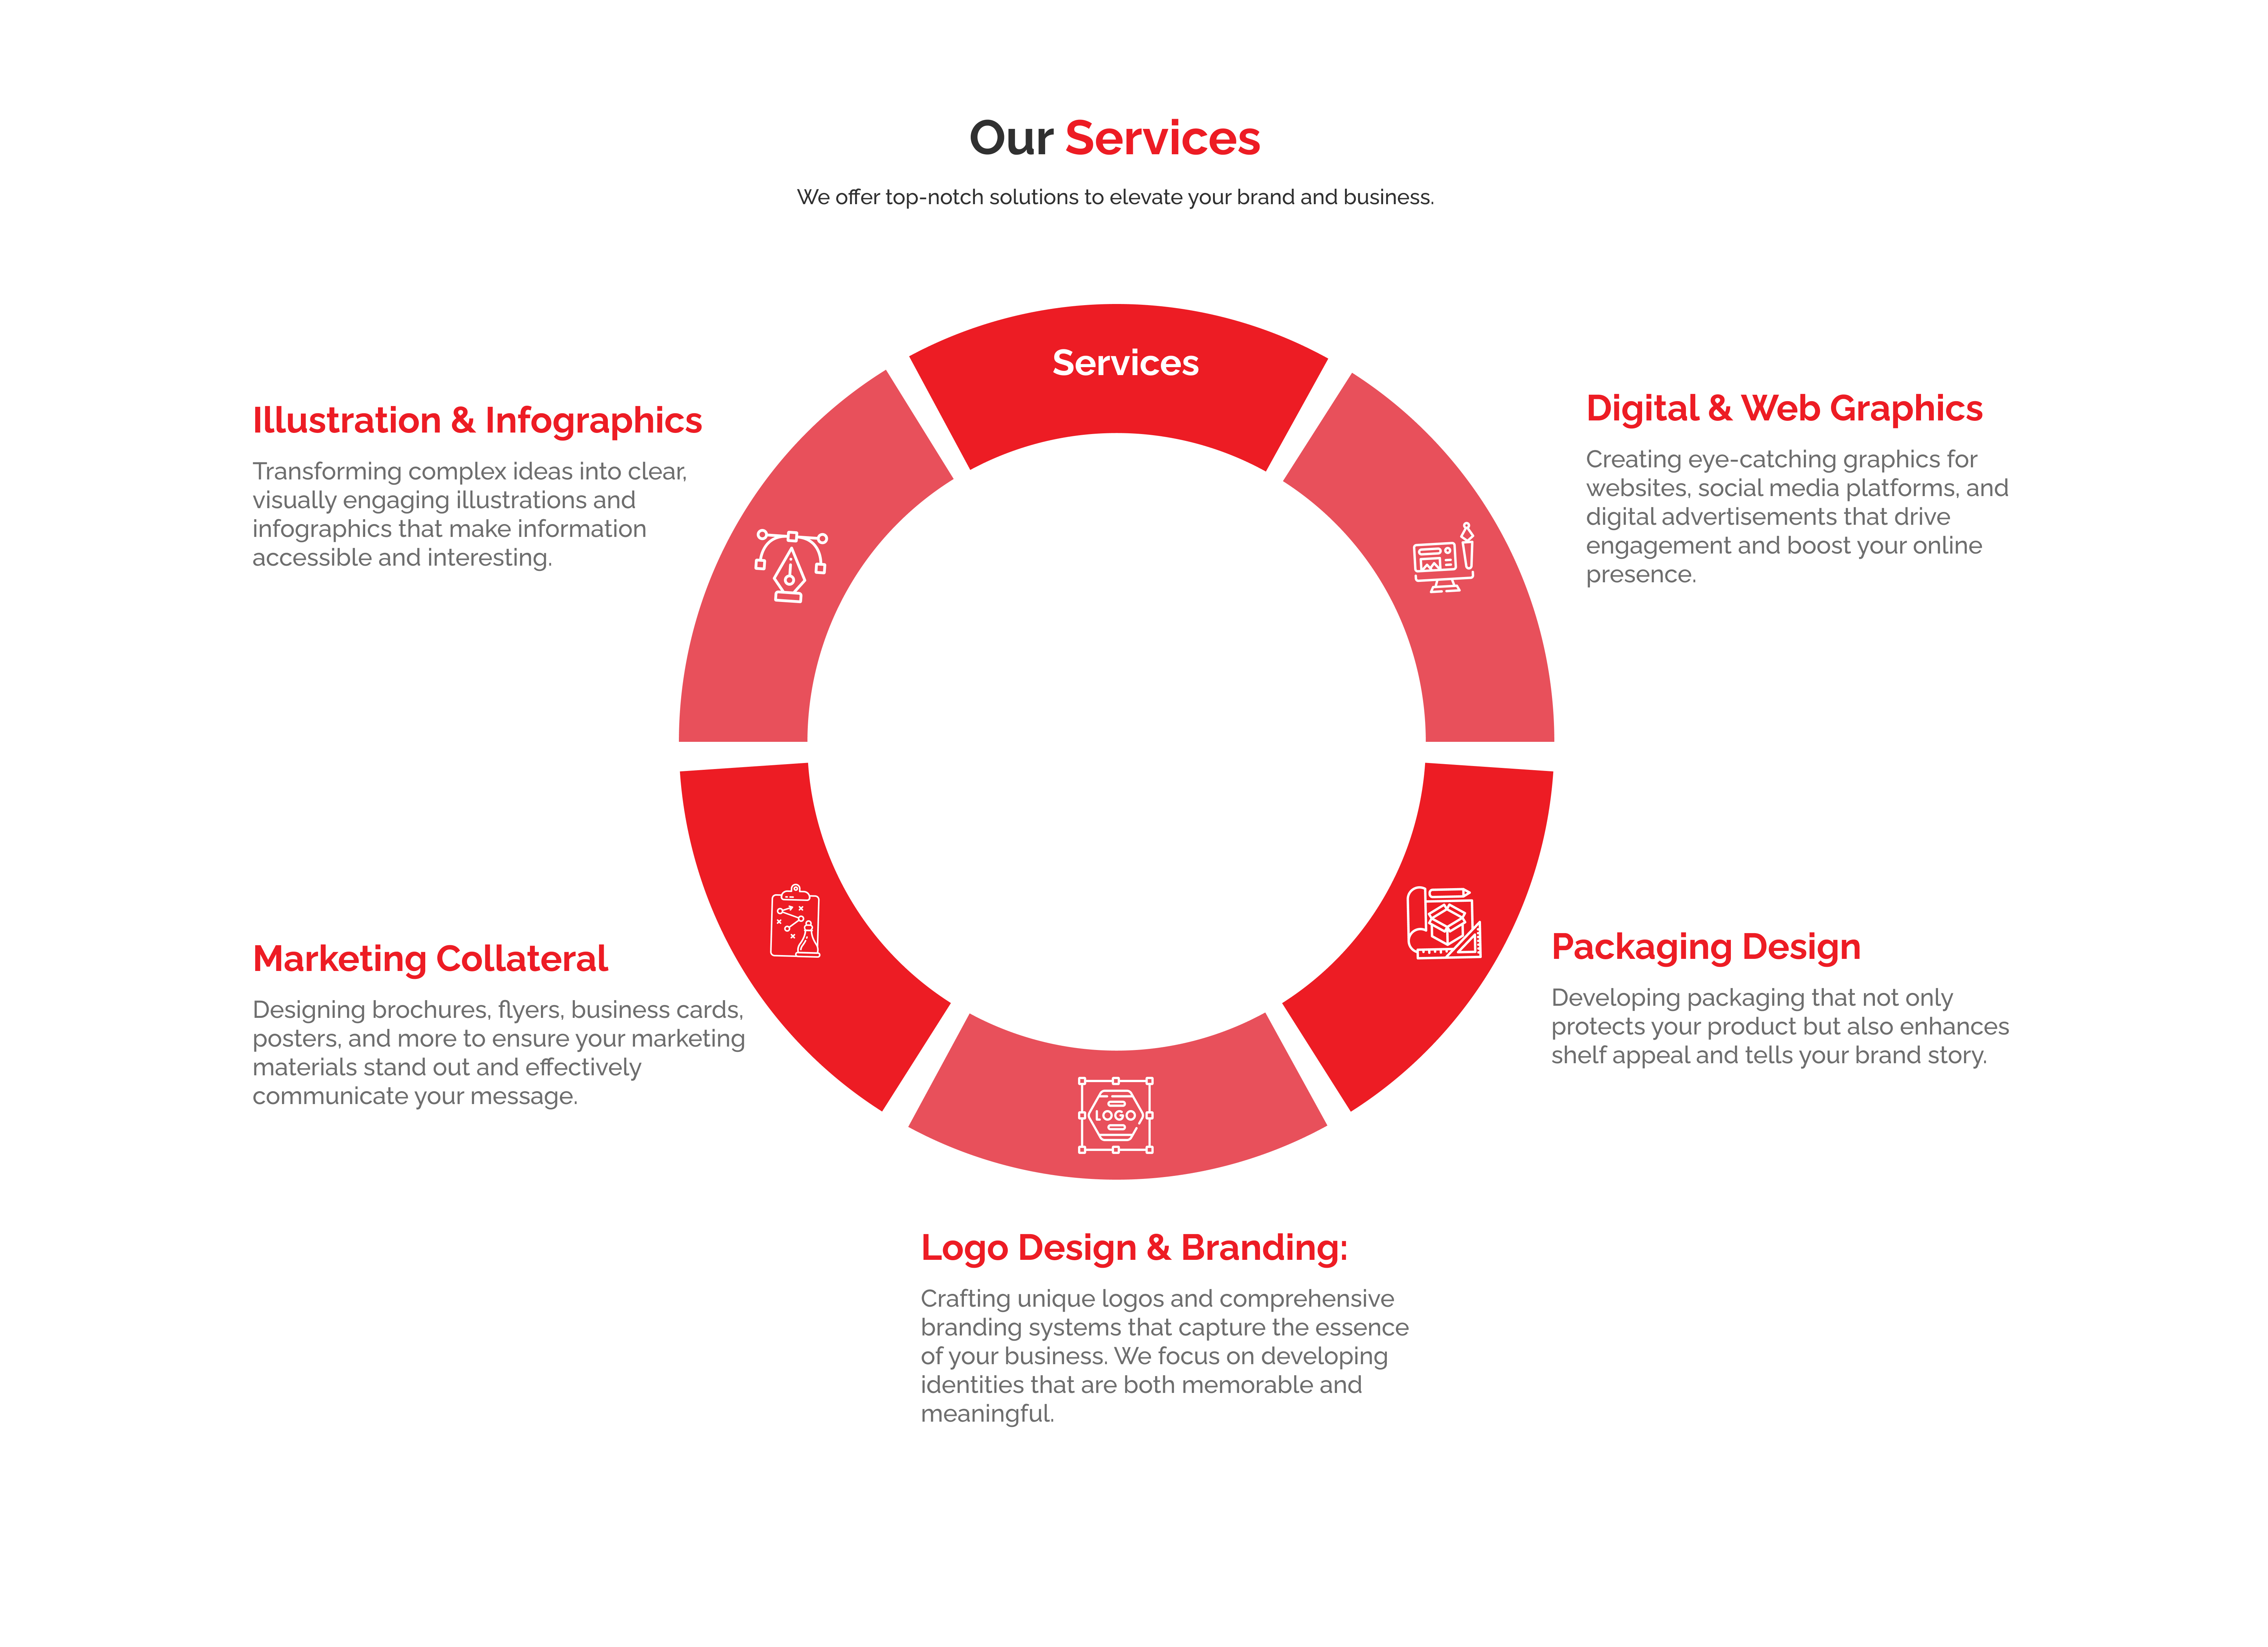 Our Services
We offer top-notch solutions to elevate your brand and business.
Services
Illustration & Infographics
Transforming complex ideas into clear,
visually engaging illustrations and
infographics that make information
accessible and interesting.
Digital & Web Graphics
Creating eye-catching graphics for
websites, social media platforms, and
digital advertisements that drive
engagement and boost your online
presence.
Marketing Collateral
Designing brochures, flyers, business cards,
posters, and more to ensure your marketing
materials stand out and effectively
communicate your message.
Packaging Design
Developing packaging that not only
protects your product but also enhances
shelf appeal and tells your brand story.
LOGO
Logo Design & Branding:
Crafting unique logos and comprehensive
branding systems that capture the essence
of your business. We focus on developing
identities that are both memorable and
meaningful.